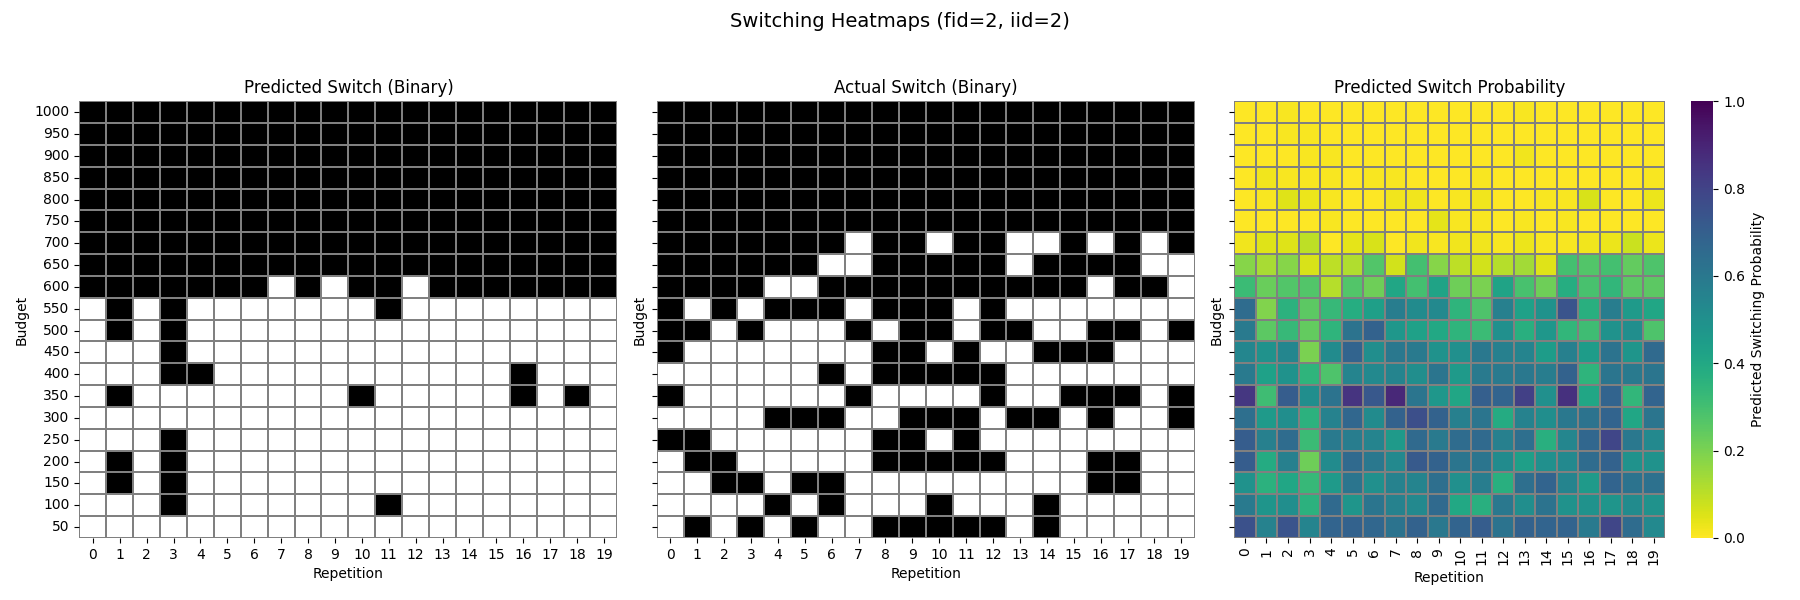 Switching Heatmaps (fid=2, iid=2)
Predicted Switch (Binary)
Budget
1000
950
900
850
800
750
700
650
600
550
500
450
400
350
300
250
200
150
100
50
0 1 2 3 4 5 6 7 8 9 10 11 12 13 14 15 16 17 18 19
Repetition
Actual Switch (Binary)
Budget
0 1 2 3 4 5 6 7 8 9 10 11 12 13 14 15 16 17 18 19
Repetition
Predicted Switch Probability
Budget
0 1 2 3 4 5 6 7 8 9 10 11 12 13 14 15 16 17 18 19
Repetition
1.0
0.8
0.6
0.4
0.2
0.0
Predicted Switching Probability